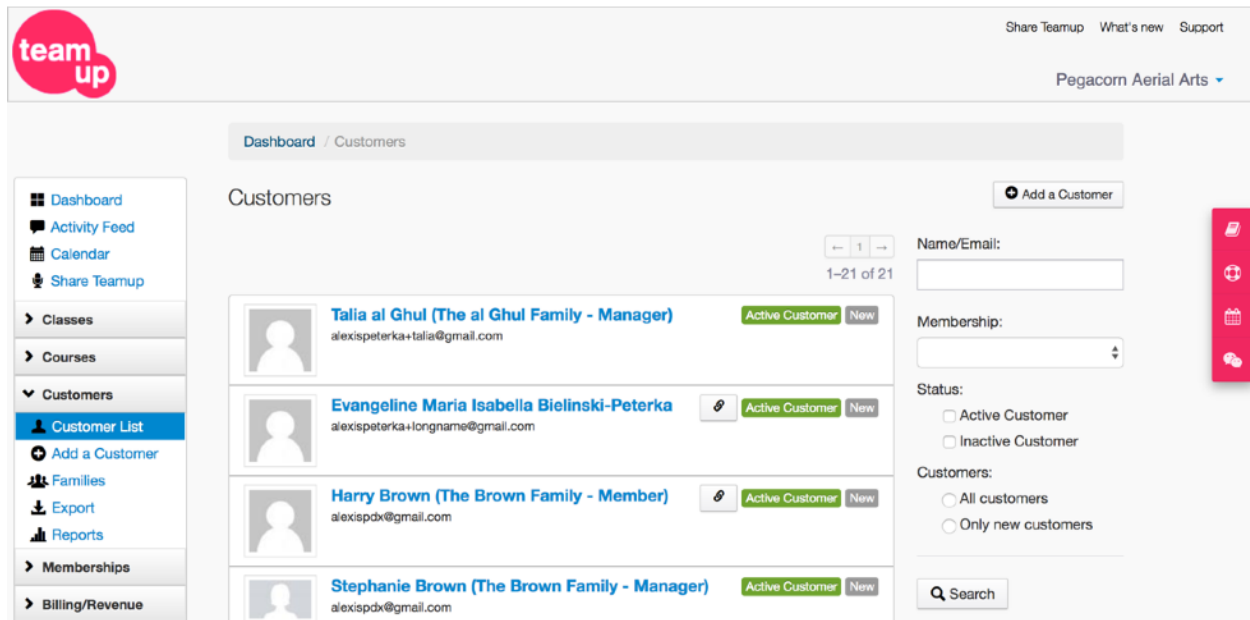 team
up
Share Teamup What's new Support
Pegacorn Aerial Arts
Dashboard / Customers
Dashboard
Activity Feed
Calendar
Share Teamup
Classes
Courses
Customers
Customer List
Add a Customer
Families
Export
Reports
Memberships
Billing/Revenue
Customers
Add a Customer
← 1 →
1–21 of 21
Talia al Ghul (The al Ghul Family - Manager) Active Customer New
alexispeterka+talia@gmail.com
Evangeline Maria Isabella Bielinski-Peterka Active Customer New
alexispeterka+longname@gmail.com
Harry Brown (The Brown Family - Member) Active Customer New
alexispdx@gmail.com
Stephanie Brown (The Brown Family - Manager) Active Customer New
alexispdx@gmail.com
Name/Email:
Membership:
Status:
Active Customer
Inactive Customer
Customers:
All customers
Only new customers
Search